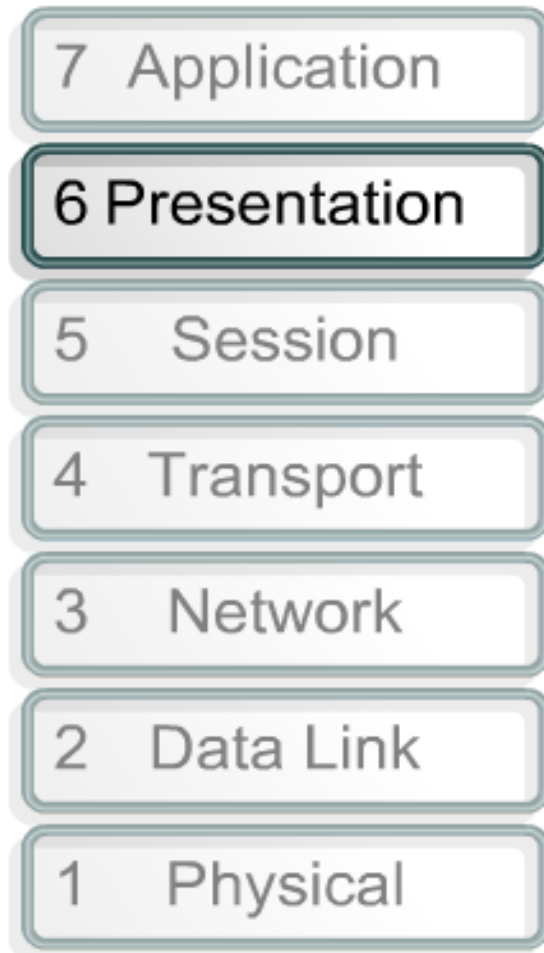 7 Application
6 Presentation
5 Session
4 Transport
3 Network
2 Data Link
1 Physical